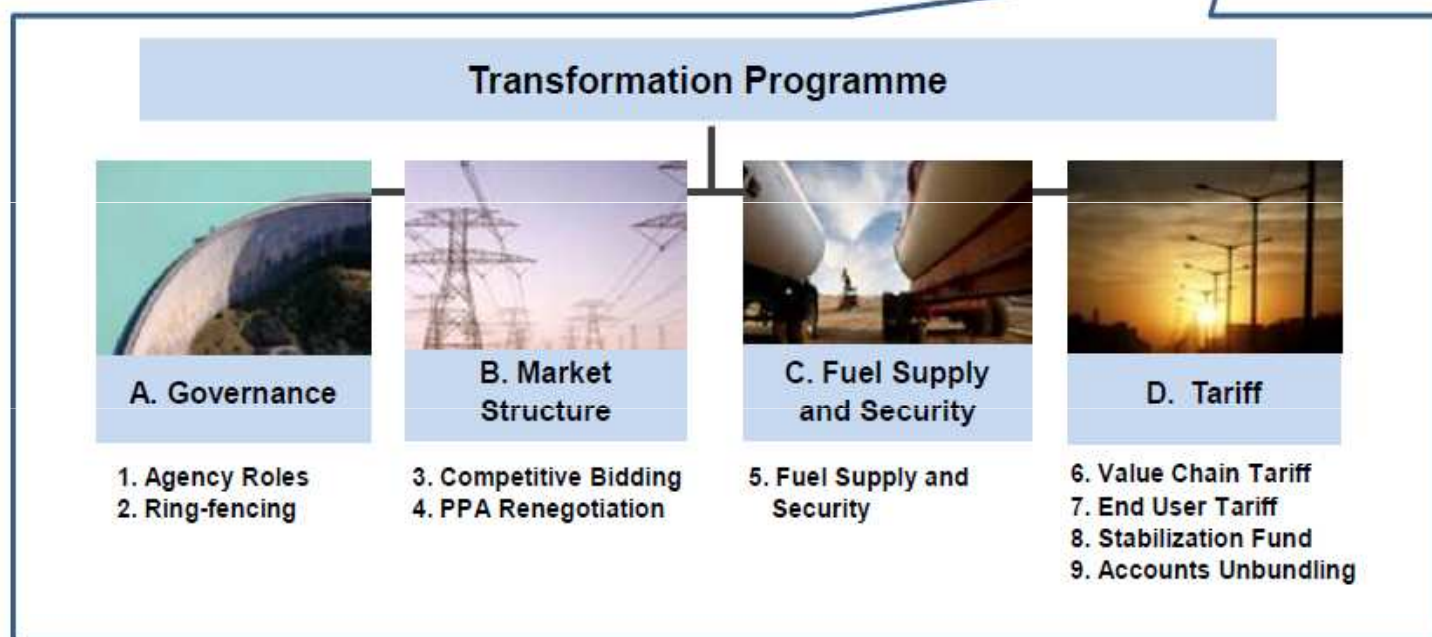 Transformation Programme
A. Governance
1. Agency Roles
2. Ring-fencing
B. Market
Structure
3. Competitive Bidding
4. PPA Renegotiation
C. Fuel Supply
and Security
5. Fuel Supply and
Security
D. Tariff
6. Value Chain Tariff
7. End User Tariff
8. Stabilization Fund
9. Accounts Unbundling